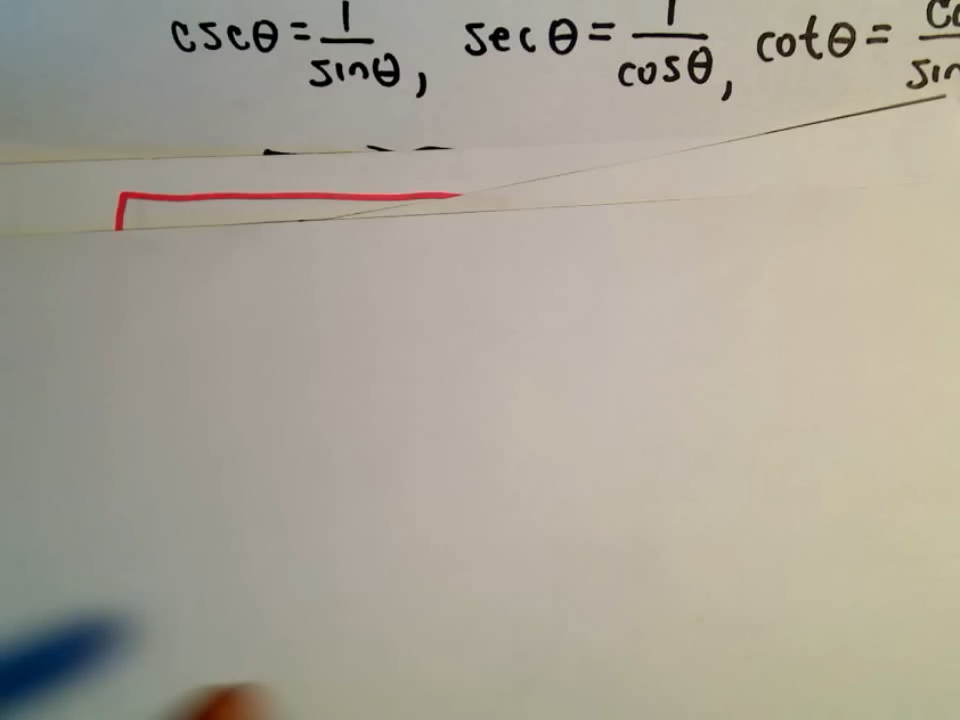 cscθ = 1/sinθ, secθ = 1/cosθ, cotθ =